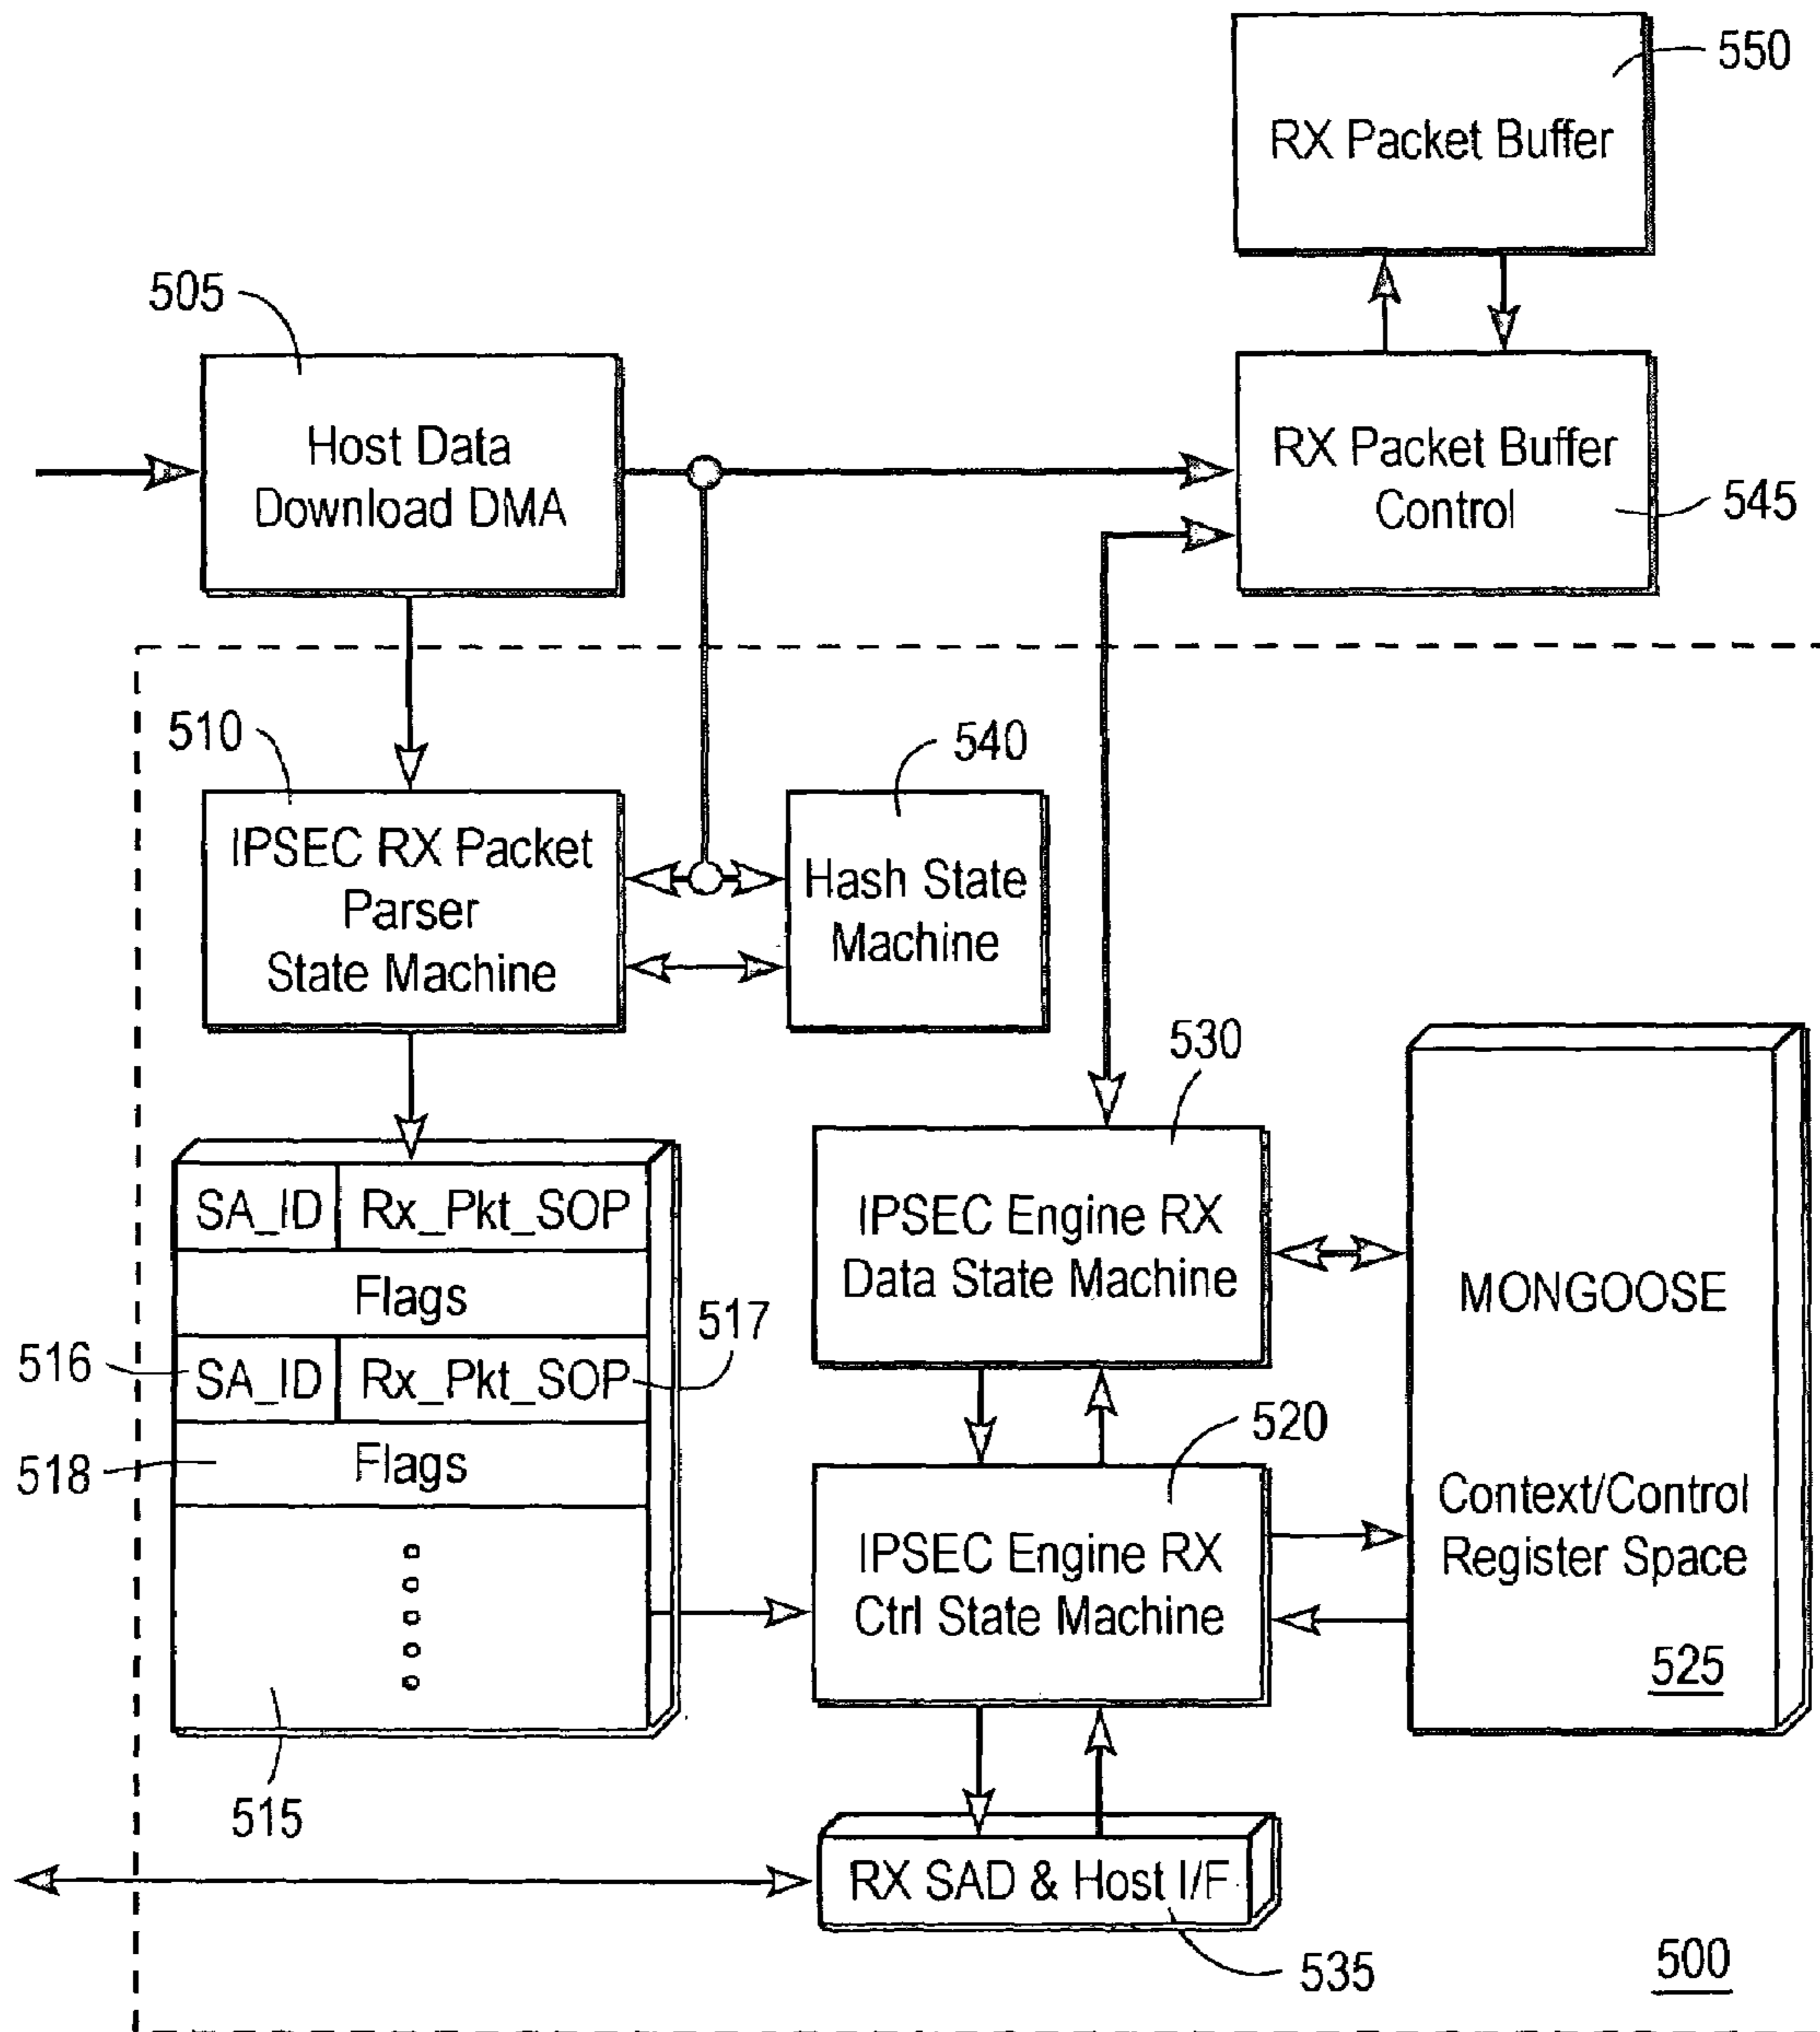 550
RX Packet Buffer
505
Host Data
Download DMA
RX Packet Buffer
Control
545
510
IPSEC RX Packet
Parser
State Machine
540
Hash State
Machine
530
IPSEC Engine RX
Data State Machine
MONGOOSE
Context/Control
Register Space
525
SA_ID
Rx_Pkt_SOP
Flags
516
SA_ID
Rx_Pkt_SOP
517
518
Flags
520
IPSEC Engine RX
Ctrl State Machine
515
RX SAD & Host I/F
535
500